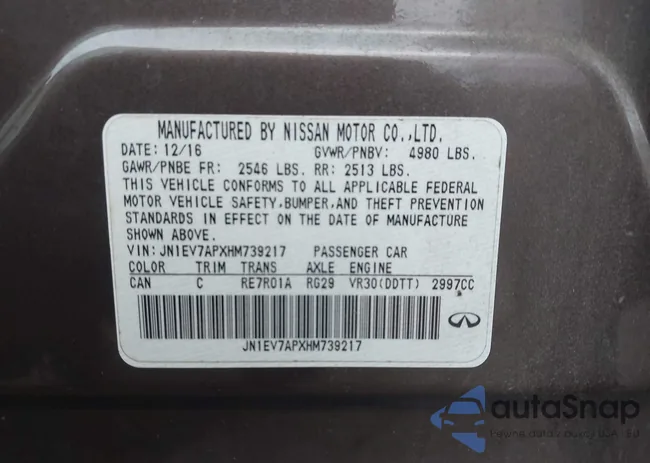 MANUFACTURED BY NISSAN MOTOR CO.,LTD.
DATE: 12/16 GVWR/PNBV: 4980 LBS.
GAWR/PNBE FR: 2546 LBS. RR: 2513 LBS.
THIS VEHICLE CONFORMS TO ALL APPLICABLE FEDERAL
MOTOR VEHICLE SAFETY,BUMPER,AND THEFT PREVENTION
STANDARDS IN EFFECT ON THE DATE OF MANUFACTURE
SHOWN ABOVE.
VIN: JN1EV7APXHM739217 PASSENGER CAR
COLOR TRIM TRANS AXLE ENGINE
CAN C RE7R01A RG29 VR30(DDTT) 2997CC
JN1EV7APXHM739217
autaSnap